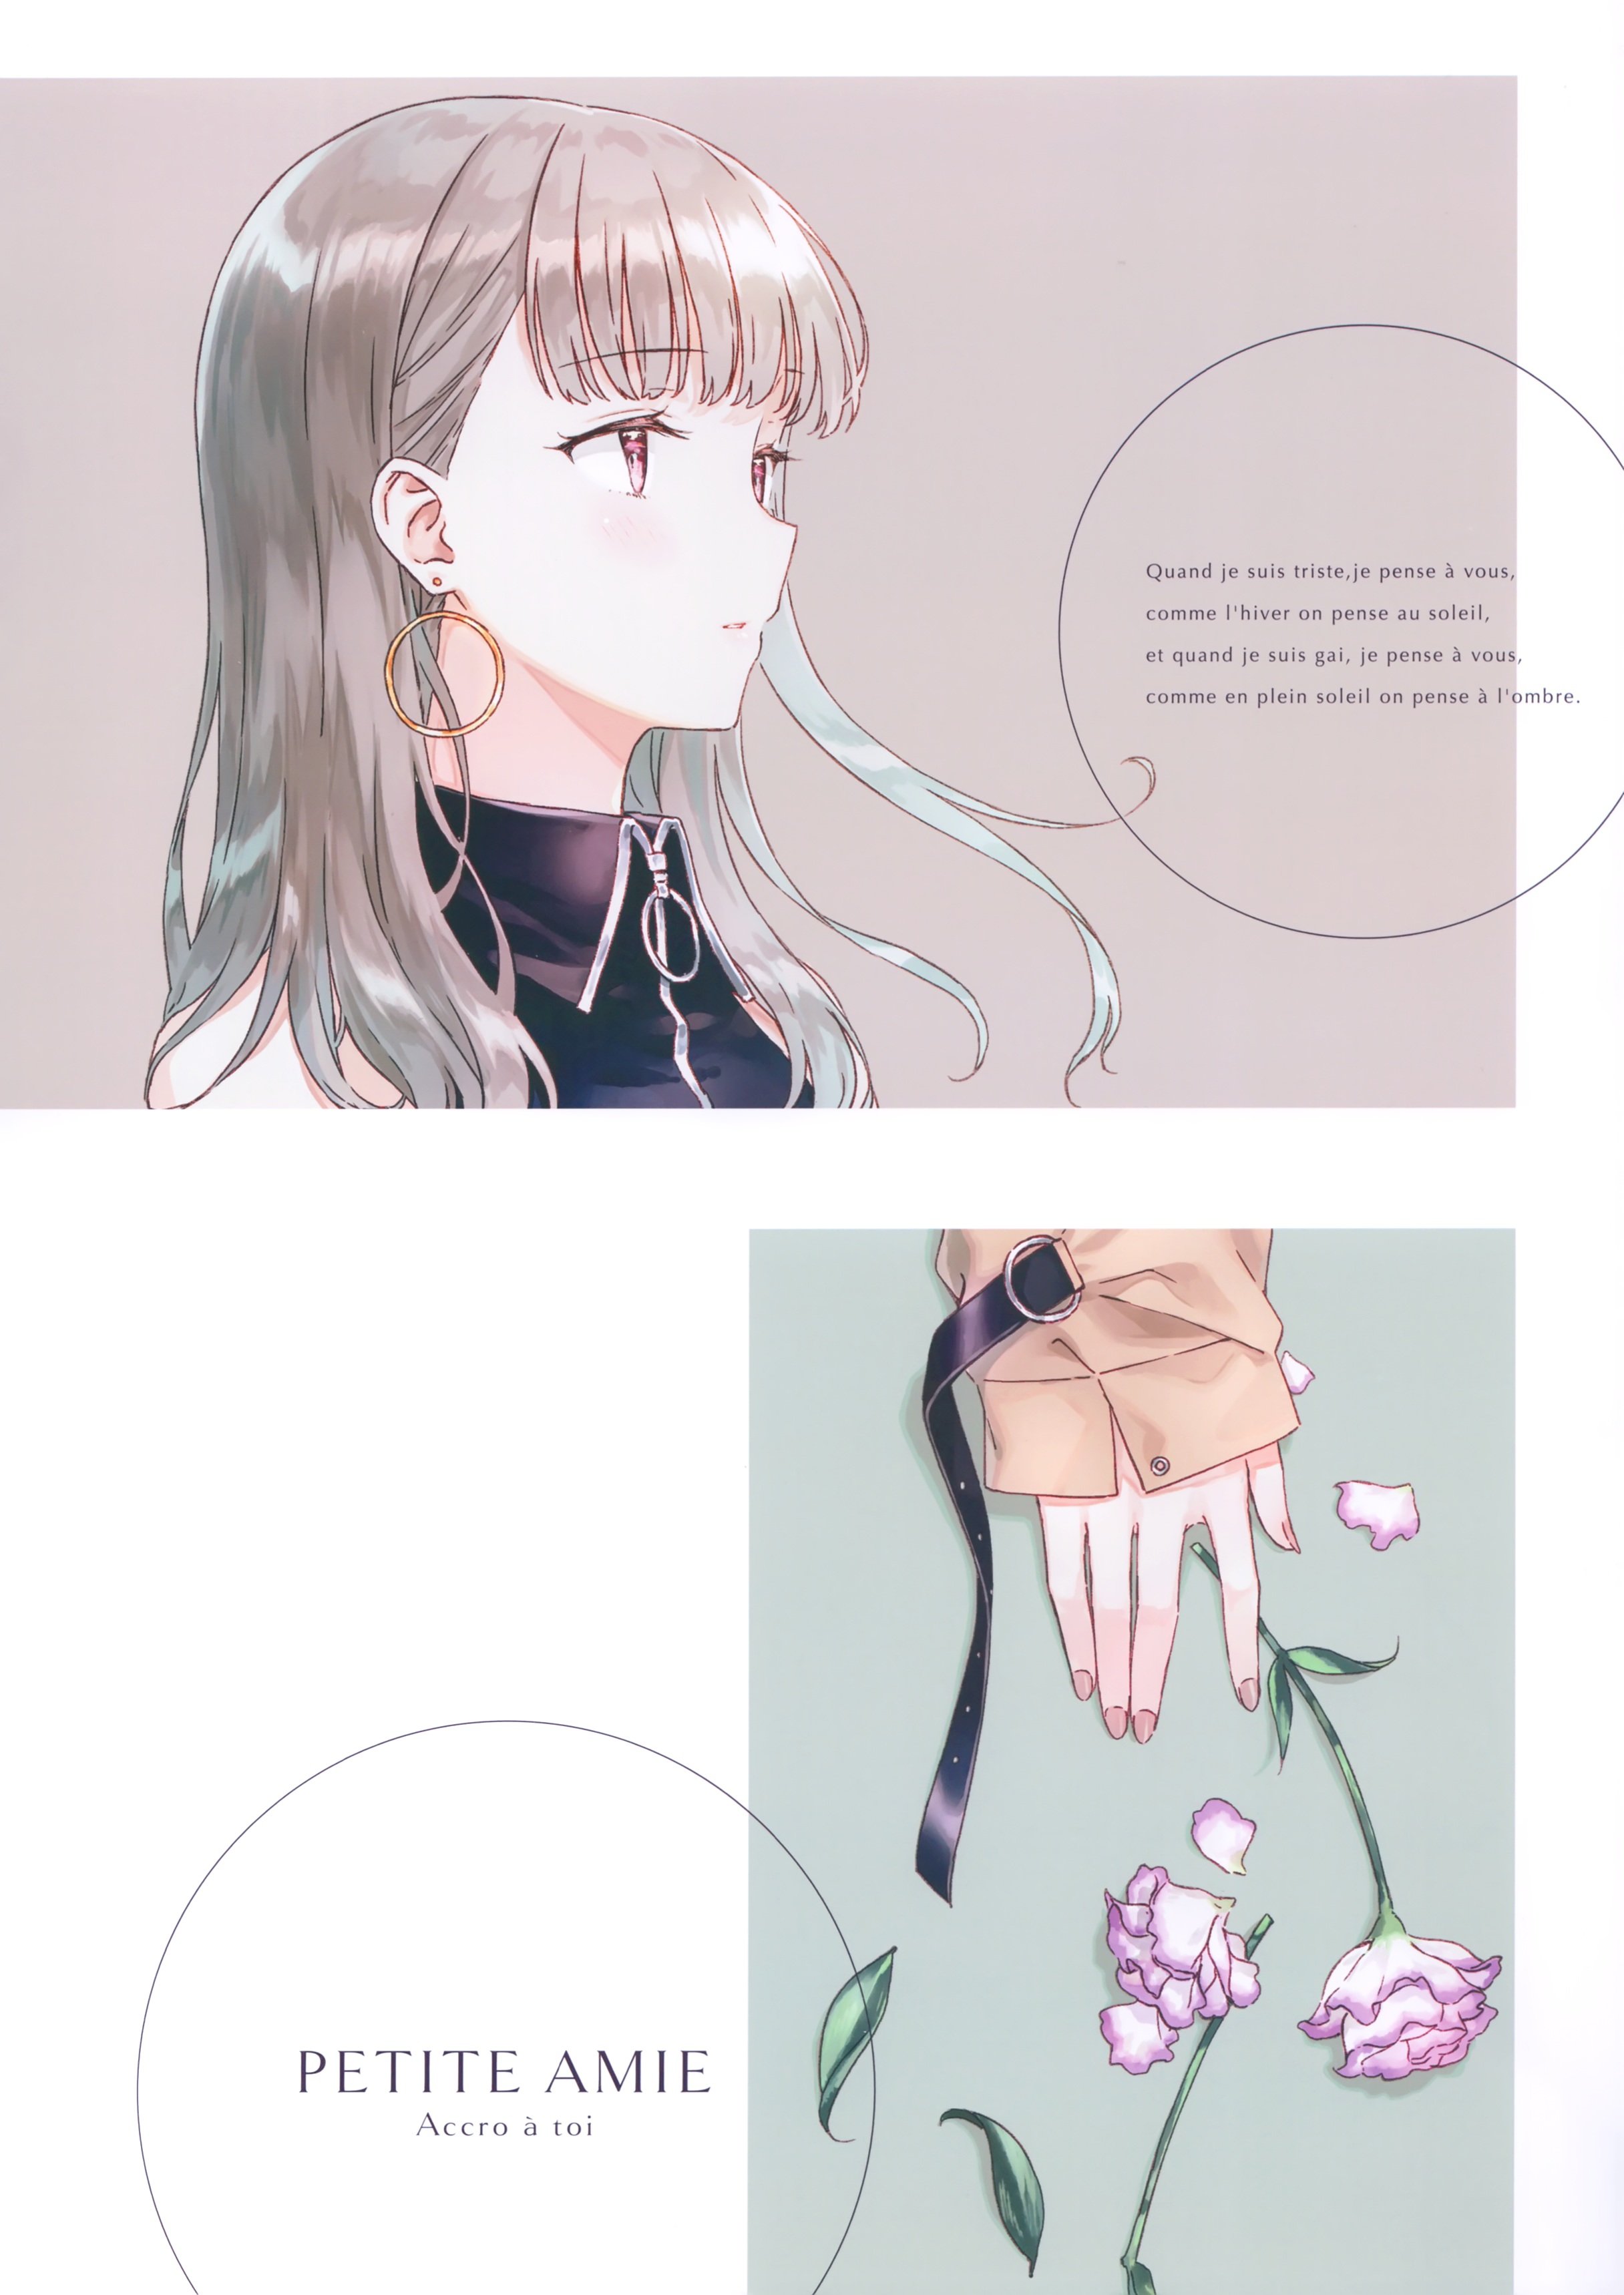 Quand je suis triste,je pense à vous,
comme l'hiver on pense au soleil,
et quand je suis gai, je pense à vous,
comme en plein soleil on pense à l'ombre.
PETITE AMIE
Accro à toi